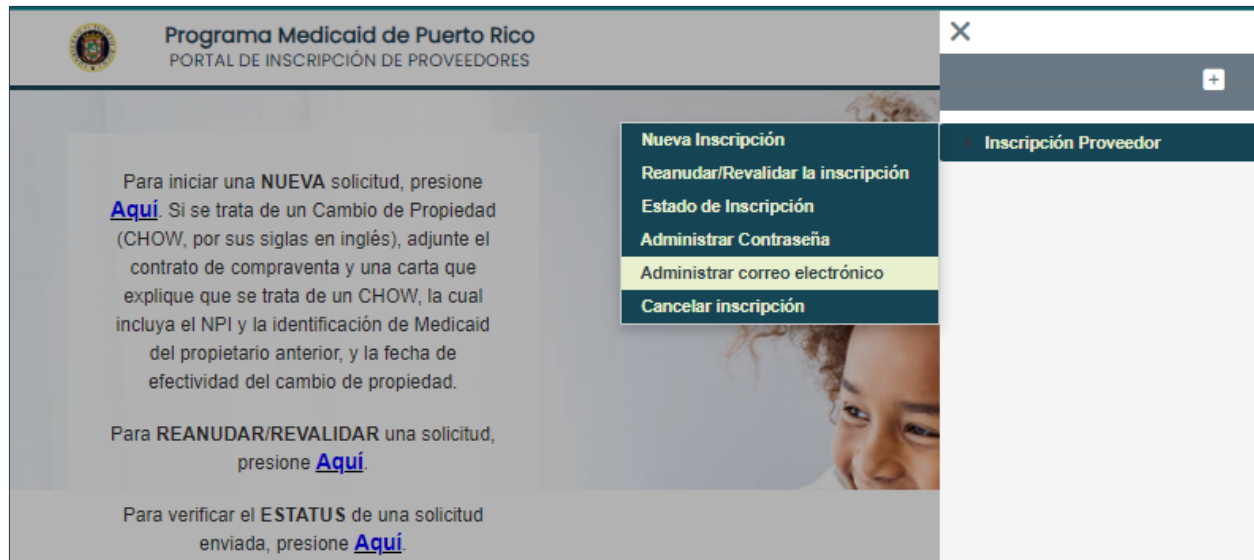 Programa Medicaid de Puerto Rico
PORTAL DE INSCRIPCIÓN DE PROVEEDORES
Para iniciar una NUEVA solicitud, presione
Aquí. Si se trata de un Cambio de Propiedad
(CHOW, por sus siglas en inglés), adjunte el
contrato de compraventa y una carta que
explique que se trata de un CHOW, la cual
incluya el NPI y la identificación de Medicaid
del propietario anterior, y la fecha de
efectividad del cambio de propiedad.
Para REANUDAR/REVALIDAR una solicitud,
presione Aquí.
Para verificar el ESTATUS de una solicitud
enviada, presione Aquí.
Nueva Inscripción
Reanudar/Revalidar la inscripción
Estado de Inscripción
Administrar Contraseña
Administrar correo electrónico
Cancelar inscripción
Inscripción Proveedor